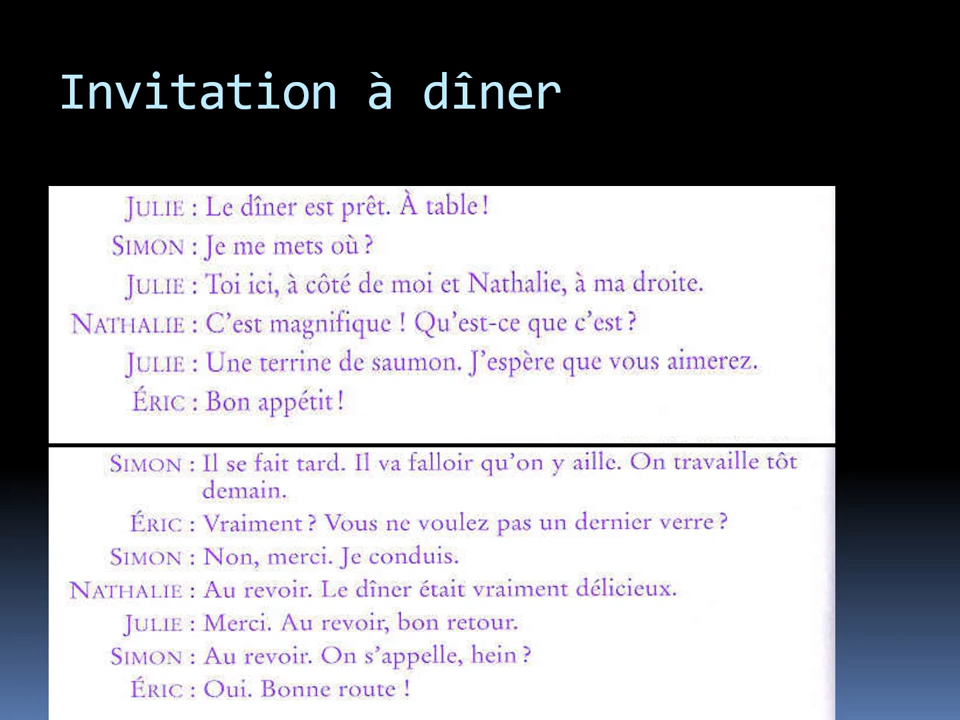 Invitation à dîner
JULIE : Le dîner est prêt. À table !
SIMON : Je me mets où ?
JULIE : Toi ici, à côté de moi et Nathalie, à ma droite.
NATHALIE : C'est magnifique ! Qu'est-ce que c'est ?
JULIE : Une terrine de saumon. J'espère que vous aimerez.
ÉRIC : Bon appétit !
SIMON : Il se fait tard. Il va falloir qu'on y aille. On travaille tôt
demain.
ÉRIC : Vraiment ? Vous ne voulez pas un dernier verre ?
SIMON : Non, merci. Je conduis.
NATHALIE : Au revoir. Le dîner était vraiment délicieux.
JULIE : Merci. Au revoir, bon retour.
SIMON : Au revoir. On s'appelle, hein ?
ÉRIC : Oui. Bonne route !